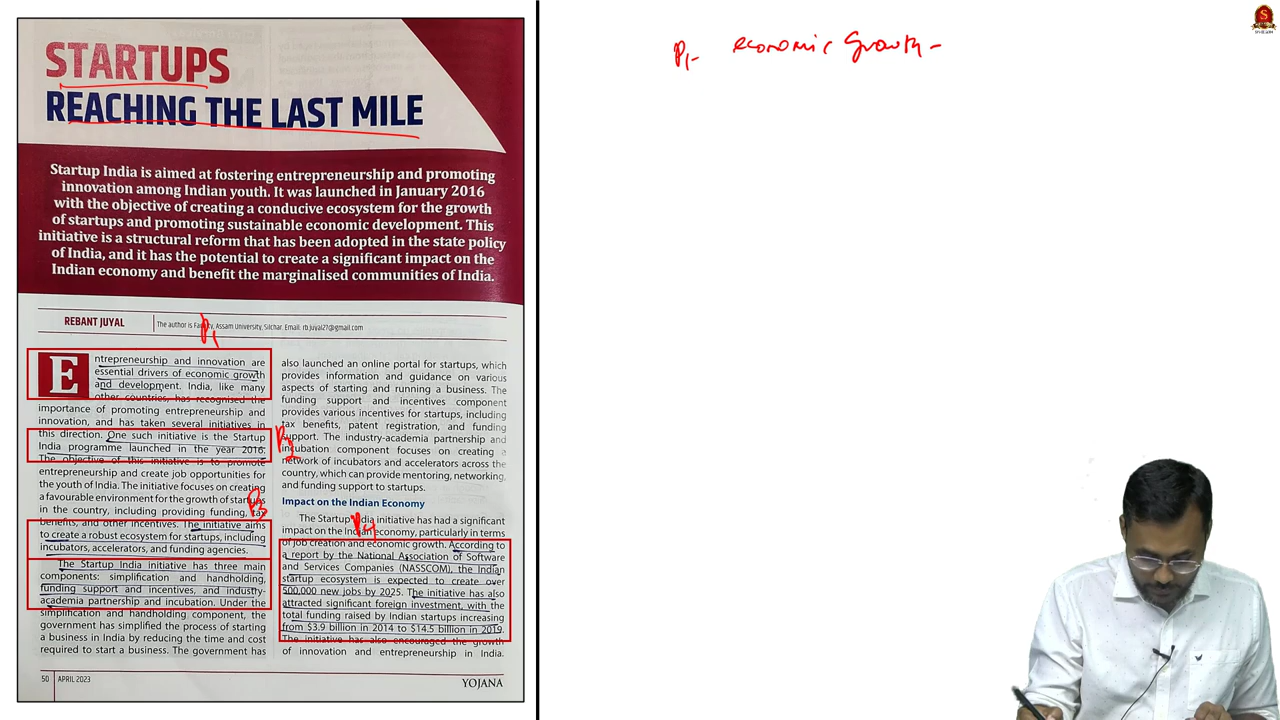 STARTUPS
REACHING THE LAST MILE
Startup India is aimed at fostering entrepreneurship and promoting
innovation among Indian youth. It was launched in January 2016
with the objective of creating a conducive ecosystem for the growth
of startups and promoting sustainable economic development. This
initiative is a structural reform that has been adopted in the state policy
of India, and it has the potential to create a significant impact on the
Indian economy and benefit the marginalised communities of India.
REBANT JUYAL
The author is Faculty, Assam University, Silchar. Email: rb.juyal27@gmail.com
P1
Entrepreneurship and innovation are
essential drivers of economic growth
and development. India, like many
other countries, has recognised the
importance of promoting entrepreneurship and
innovation, and has taken several initiatives in
this direction. One such initiative is the Startup
India programme launched in the year 2016.
The objective of this initiative is to promote
entrepreneurship and create job opportunities for
the youth of India. The initiative focuses on creating
a favourable environment for the growth of startups
in the country, including providing funding, tax
benefits, and other incentives. The initiative aims
to create a robust ecosystem for startups, including
incubators, accelerators, and funding agencies.
The Startup India initiative has three main
components: simplification and handholding,
funding support and incentives, and industry-
academia partnership and incubation. Under the
simplification and handholding component, the
government has simplified the process of starting
a business in India by reducing the time and cost
required to start a business. The government has
P2
P3
also launched an online portal for startups, which
provides information and guidance on various
aspects of starting and running a business. The
funding support and incentives component
provides various incentives for startups, including
tax benefits, patent registration, and funding
support. The industry-academia partnership and
incubation component focuses on creating a
network of incubators and accelerators across the
country, which can provide mentoring, networking,
and funding support to startups.
Impact on the Indian Economy
P4
The Startup India initiative has had a significant
impact on the Indian economy, particularly in terms
of job creation and economic growth. According to
a report by the National Association of Software
and Services Companies (NASSCOM), the Indian
startup ecosystem is expected to create over
500,000 new jobs by 2025. The initiative has also
attracted significant foreign investment, with the
total funding raised by Indian startups increasing
from $3.9 billion in 2014 to $14.5 billion in 2019.
The initiative has also encouraged the growth
of innovation and entrepreneurship in India.
50
APRIL 2023
YOJANA
P1- economic Growth -